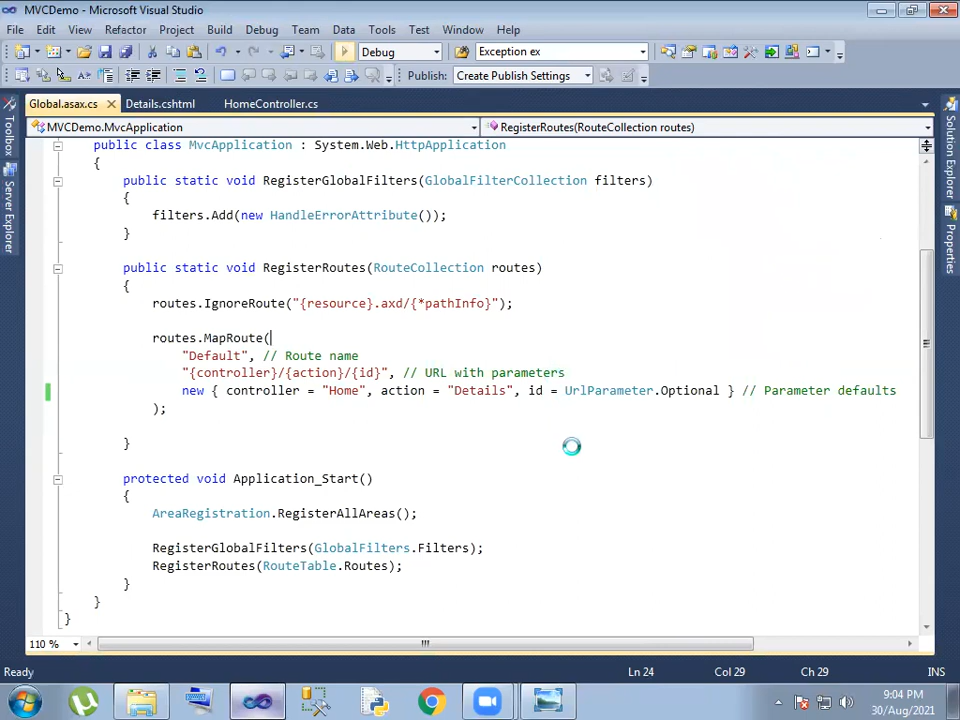 MVCDemo - Microsoft Visual Studio
File Edit View Refactor Project Build Debug Team Data Tools Test Window Help
Debug Exception ex
Publish: Create Publish Settings
Global.asax.cs Details.cshtml HomeController.cs
MVCDemo.MvcApplication RegisterRoutes(RouteCollection routes)
Toolbox
Server Explorer
Solution Explorer
Properties
public class MvcApplication : System.Web.HttpApplication
{
public static void RegisterGlobalFilters(GlobalFilterCollection filters)
{
filters.Add(new HandleErrorAttribute());
}
public static void RegisterRoutes(RouteCollection routes)
{
routes.IgnoreRoute("{resource}.axd/{*pathInfo}");
routes.MapRoute(
"Default", // Route name
"{controller}/{action}/{id}", // URL with parameters
new { controller = "Home", action = "Details", id = UrlParameter.Optional } // Parameter defaults
);
}
protected void Application_Start()
{
AreaRegistration.RegisterAllAreas();
RegisterGlobalFilters(GlobalFilters.Filters);
RegisterRoutes(RouteTable.Routes);
}
}
}
110 %
Ready Ln 24 Col 29 Ch 29 INS
9:04 PM
30/Aug/2021